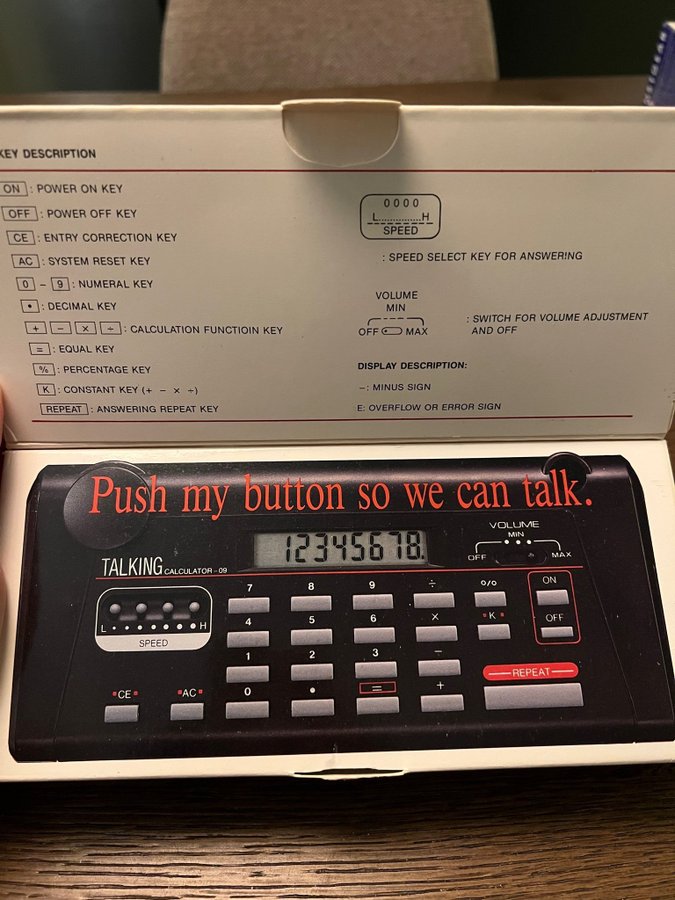 KEY DESCRIPTION
ON : POWER ON KEY
OFF : POWER OFF KEY
CE : ENTRY CORRECTION KEY
AC : SYSTEM RESET KEY
0 - 9 : NUMERAL KEY
• : DECIMAL KEY
+ - × ÷ : CALCULATION FUNCTIOIN KEY
= : EQUAL KEY
% : PERCENTAGE KEY
K : CONSTANT KEY (+ - × ÷)
REPEAT : ANSWERING REPEAT KEY
0000
L............H
SPEED
: SPEED SELECT KEY FOR ANSWERING
VOLUME
MIN
OFF MAX
: SWITCH FOR VOLUME ADJUSTMENT
AND OFF
DISPLAY DESCRIPTION:
-: MINUS SIGN
E: OVERFLOW OR ERROR SIGN
Push my button so we can talk.
12345678.
VOLUME
MIN
OFF MAX
TALKING CALCULATOR-09
L H
SPEED
7 8 9 ÷ % ON
4 5 6 × K OFF
1 2 3 - REPEAT
CE AC 0 • = +